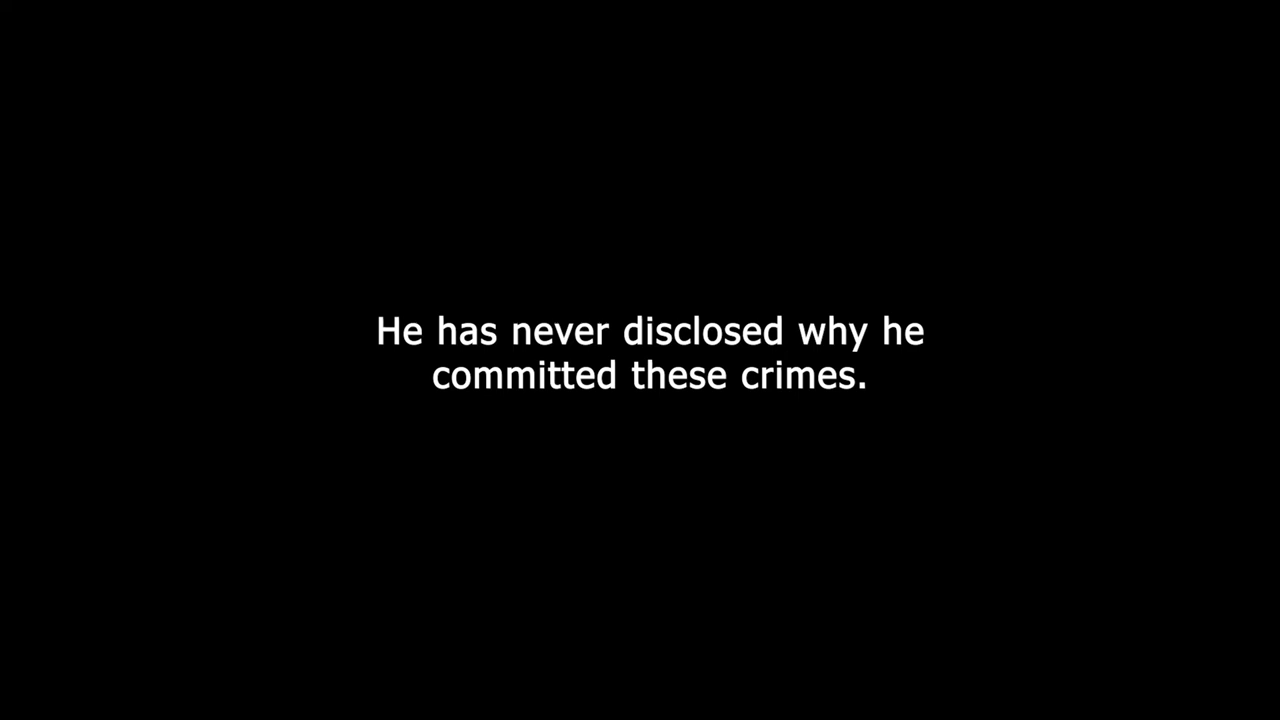 He has never disclosed why he
committed these crimes.